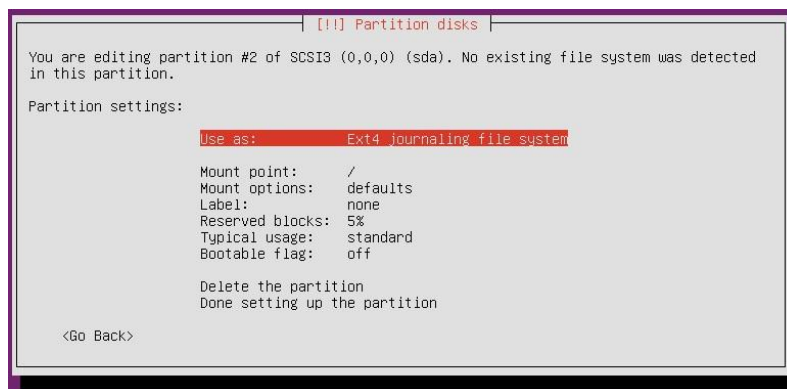 [!!] Partition disks
You are editing partition #2 of SCSI3 (0,0,0) (sda). No existing file system was detected
in this partition.
Partition settings:
Use as: Ext4 journaling file system
Mount point: /
Mount options: defaults
Label: none
Reserved blocks: 5%
Typical usage: standard
Bootable flag: off
Delete the partition
Done setting up the partition
<Go Back>